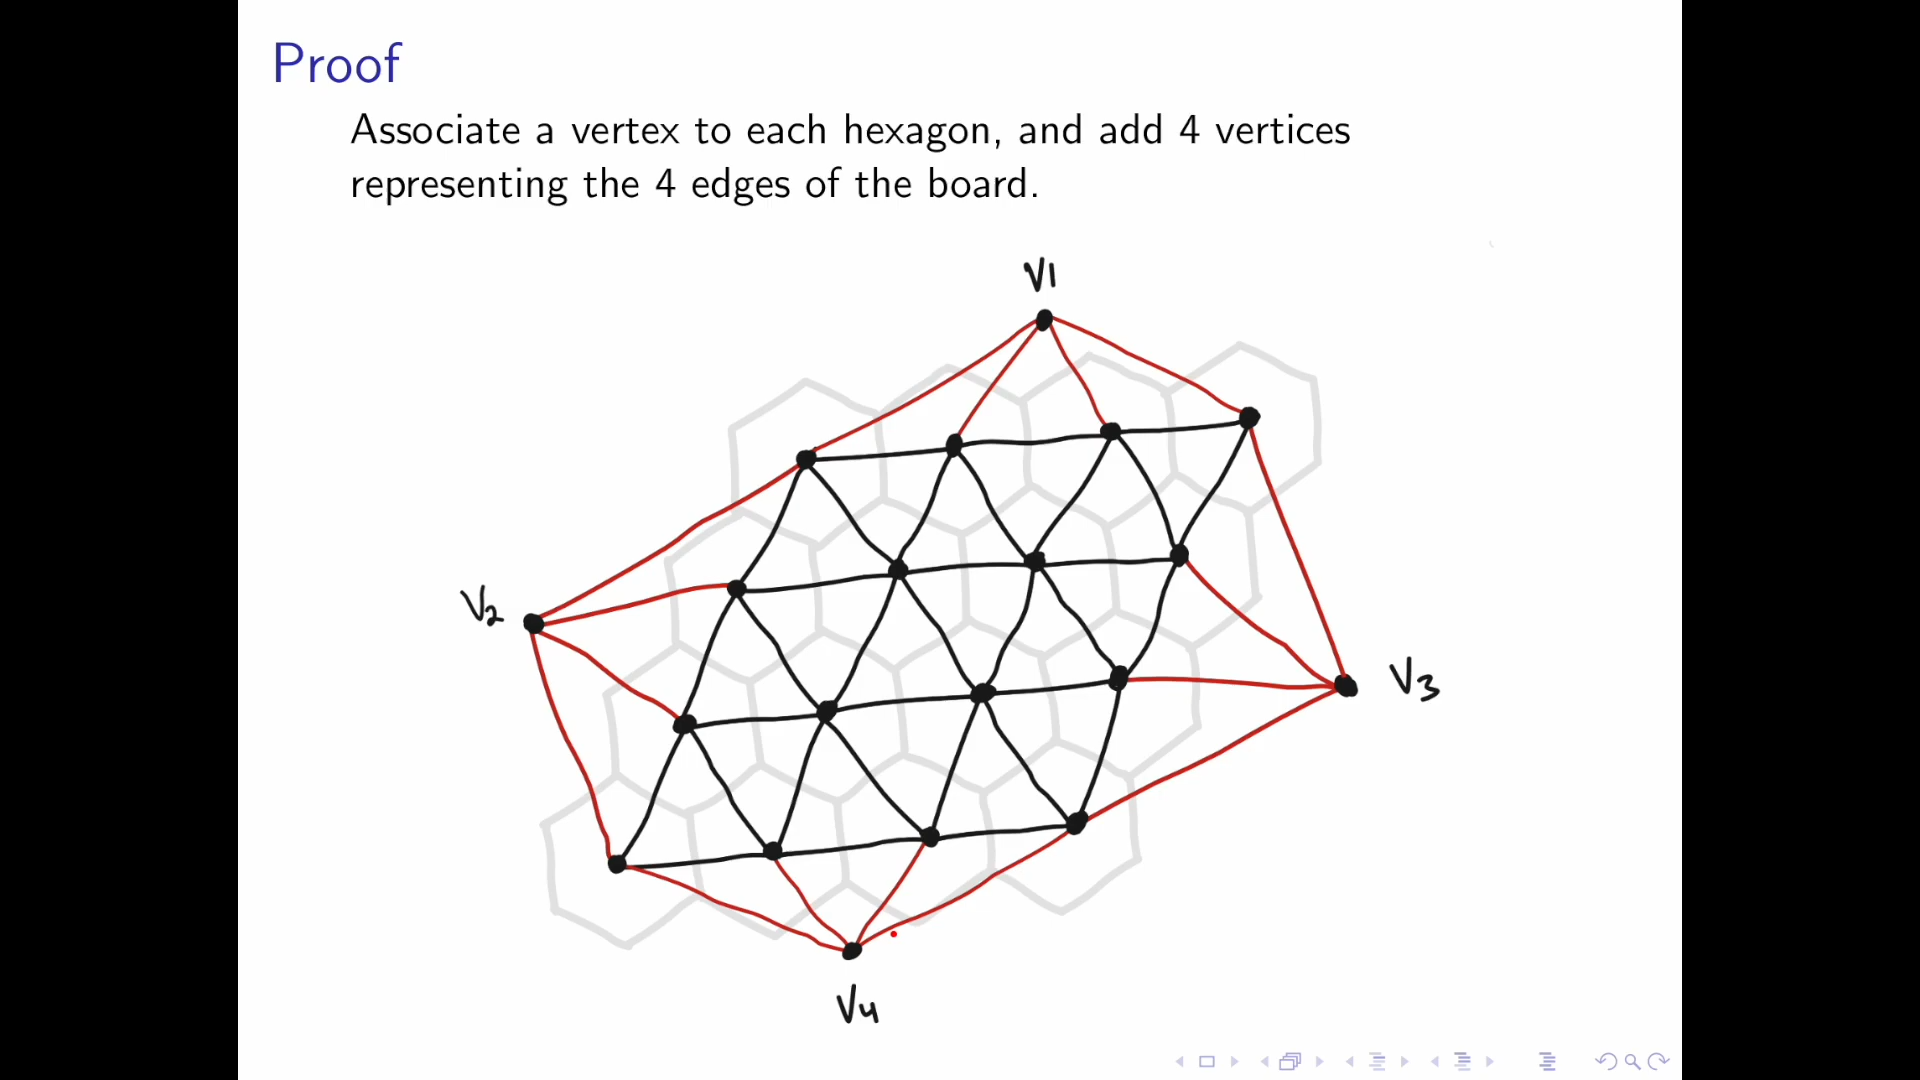 Proof
Associate a vertex to each hexagon, and add 4 vertices
representing the 4 edges of the board.
V1
V2
V3
V4